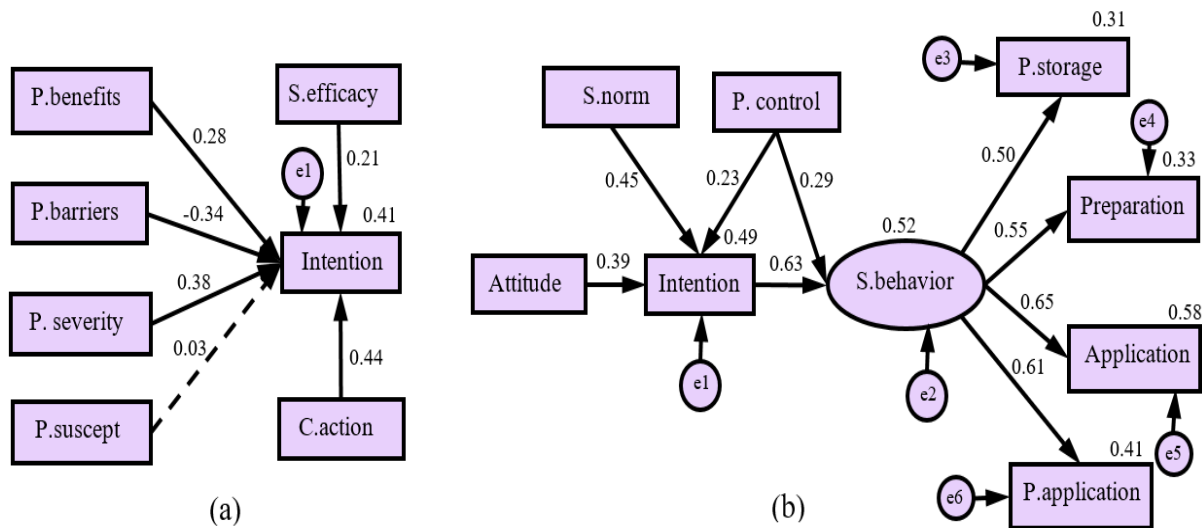 P.benefits
0.28
P.barriers
-0.34
P. severity
0.38
P.suscept
0.03
S.efficacy
0.21
e1
0.41
Intention
0.44
C.action
(a)
S.norm
0.45
P. control
0.23
0.29
Attitude
0.39
0.49
Intention
0.63
e1
0.52
S.behavior
e2
0.50
0.55
0.65
0.61
0.31
e3
P.storage
e4
0.33
Preparation
0.58
Application
e5
0.41
e6
P.application
(b)